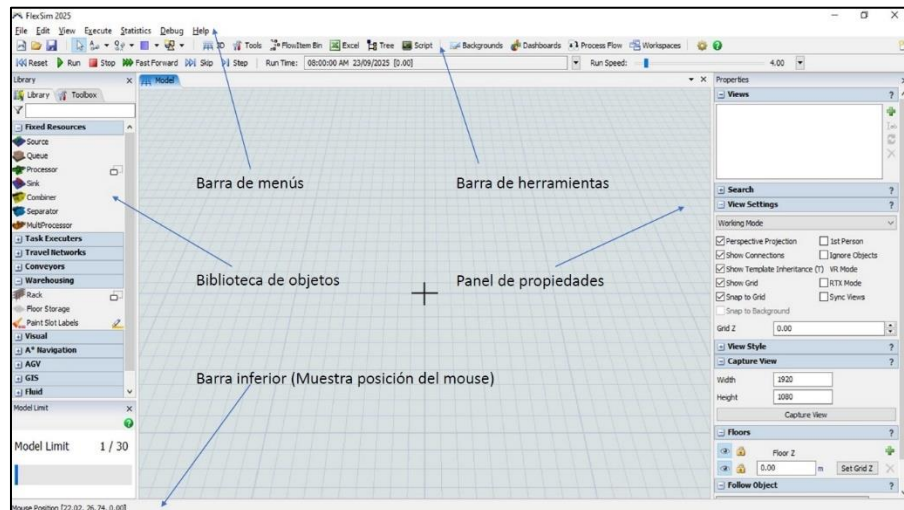 FlexSim 2025
File Edit View Execute Statistics Debug Help
3D Tools FlowItem Bin Excel Tree Script Backgrounds Dashboards Process Flow Workspaces
Reset Run Stop Fast Forward Skip Step Run Time: 08:00:00 AM 23/09/2025 [0.00] Run Speed: 4.00
Library
Library Toolbox
Fixed Resources
Source
Queue
Processor
Sink
Combiner
Separator
MultiProcessor
Task Executers
Travel Networks
Conveyors
Warehousing
Rack
Floor Storage
Paint Slot Labels
Visual
A* Navigation
AGV
GIS
Fluid
Model Limit
Model Limit 1 / 30
Model
Barra de menús
Barra de herramientas
Biblioteca de objetos
Panel de propiedades
Barra inferior (Muestra posición del mouse)
Properties
Views
Search
View Settings
Working Mode
Perspective Projection 1st Person
Show Connections Ignore Objects
Show Template Inheritance (T) VR Mode
Show Grid RTX Mode
Snap to Grid Sync Views
Snap to Background
Grid Z 0.00
View Style
Capture View
Width 1920
Height 1080
Capture View
Floors
Floor Z
0.00 m Set Grid Z
Follow Object
Mouse Position [22.02, 26.74, 0.00]